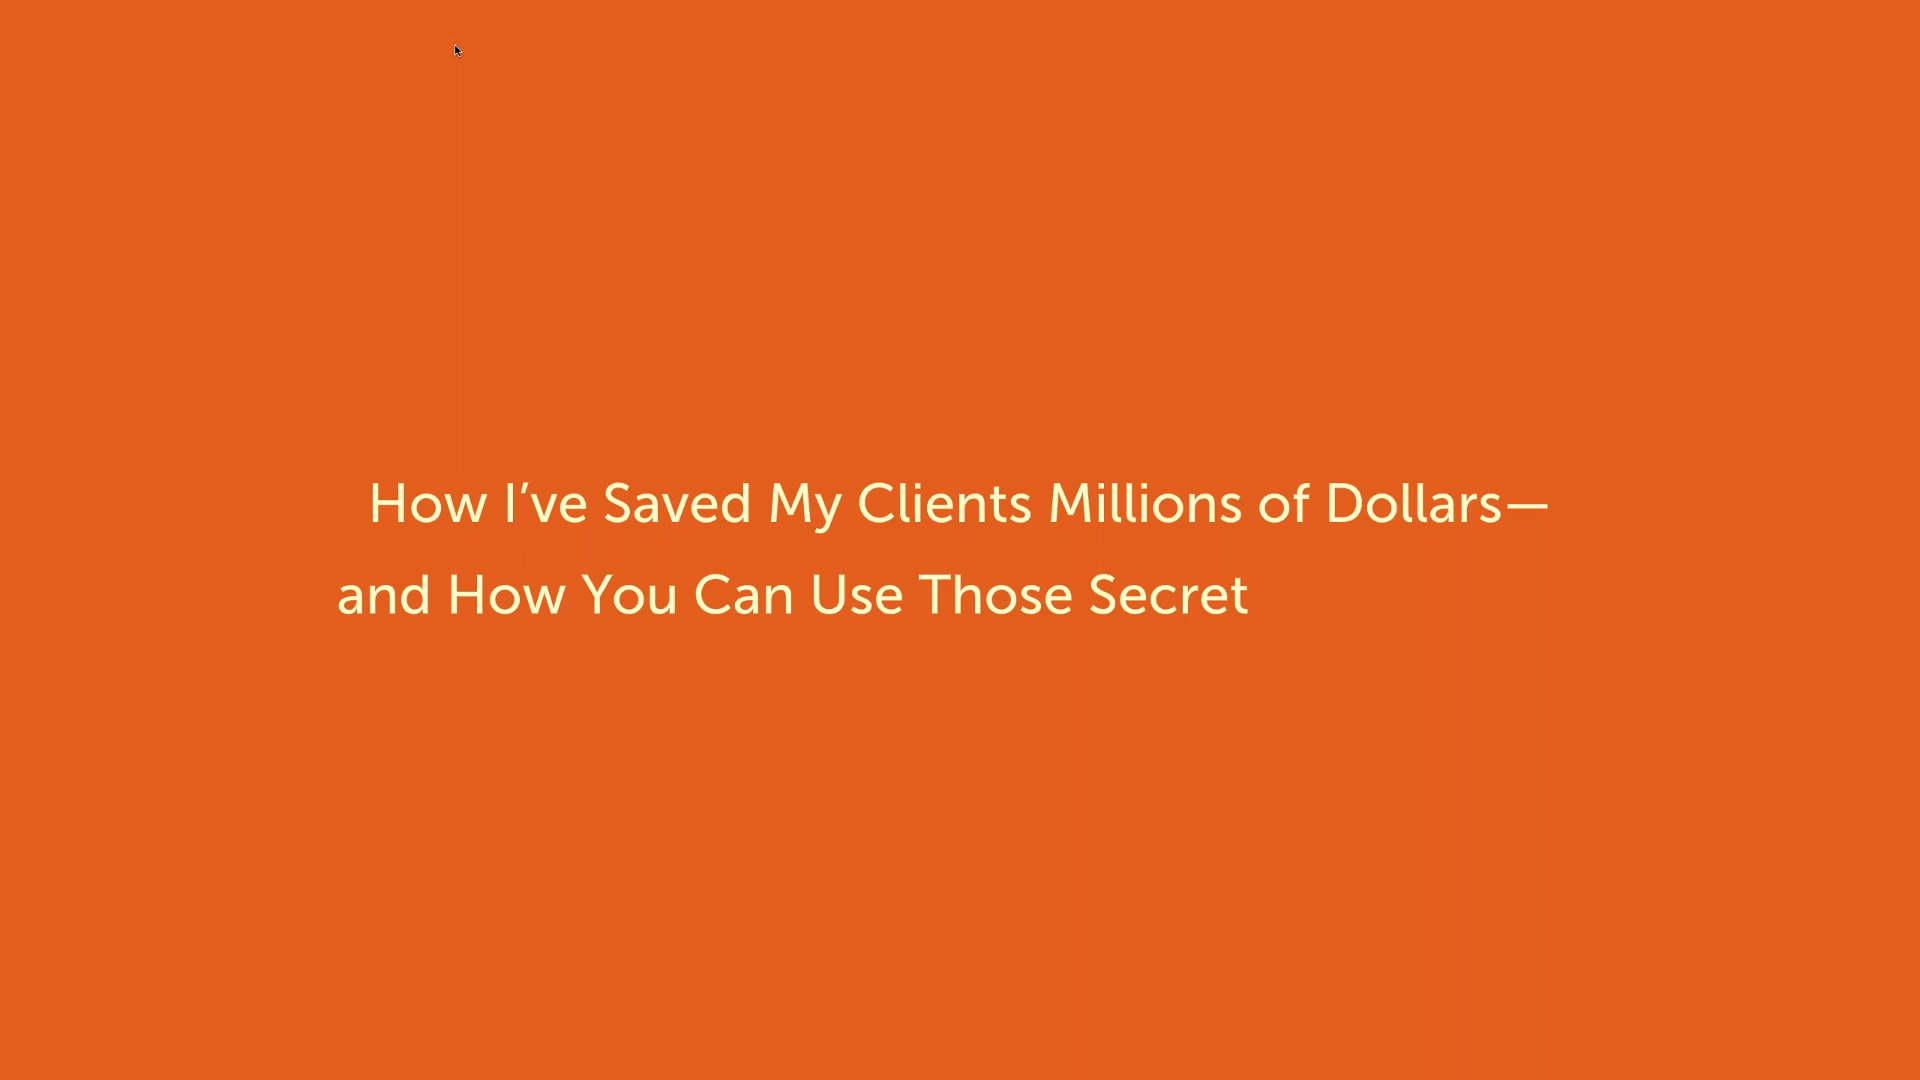 How I’ve Saved My Clients Millions of Dollars—
and How You Can Use Those Secret